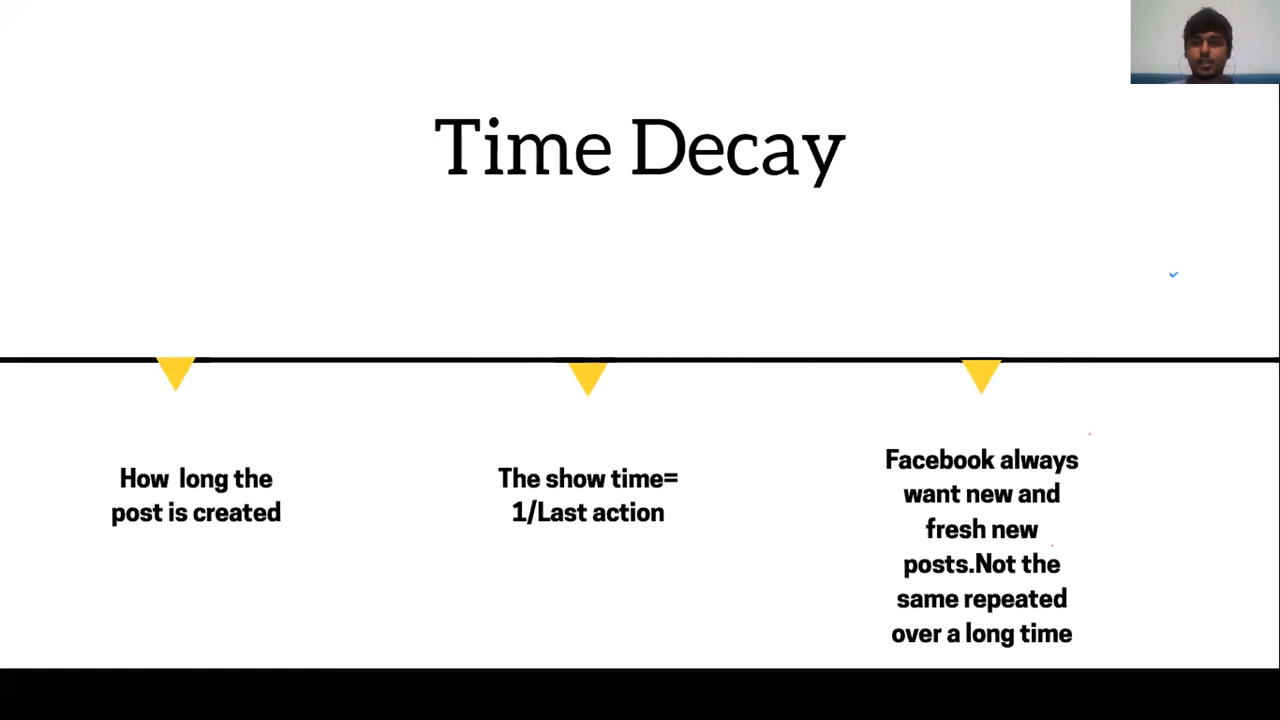 Time Decay
How long the
post is created
The show time=
1/Last action
Facebook always
want new and
fresh new
posts.Not the
same repeated
over a long time